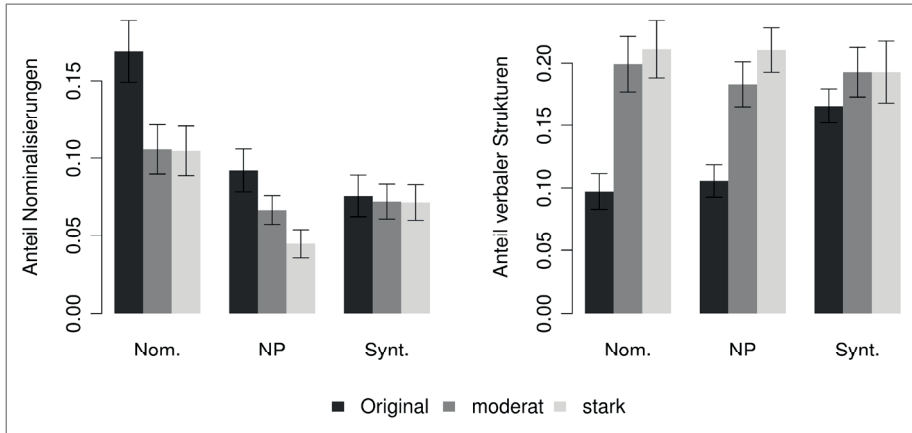 Anteil Nominalisierungen
0.15
0.10
0.05
0.00
Nom. NP Synt.
Anteil verbaler Strukturen
0.20
0.15
0.10
0.05
0.00
Nom. NP Synt.
Original moderat stark